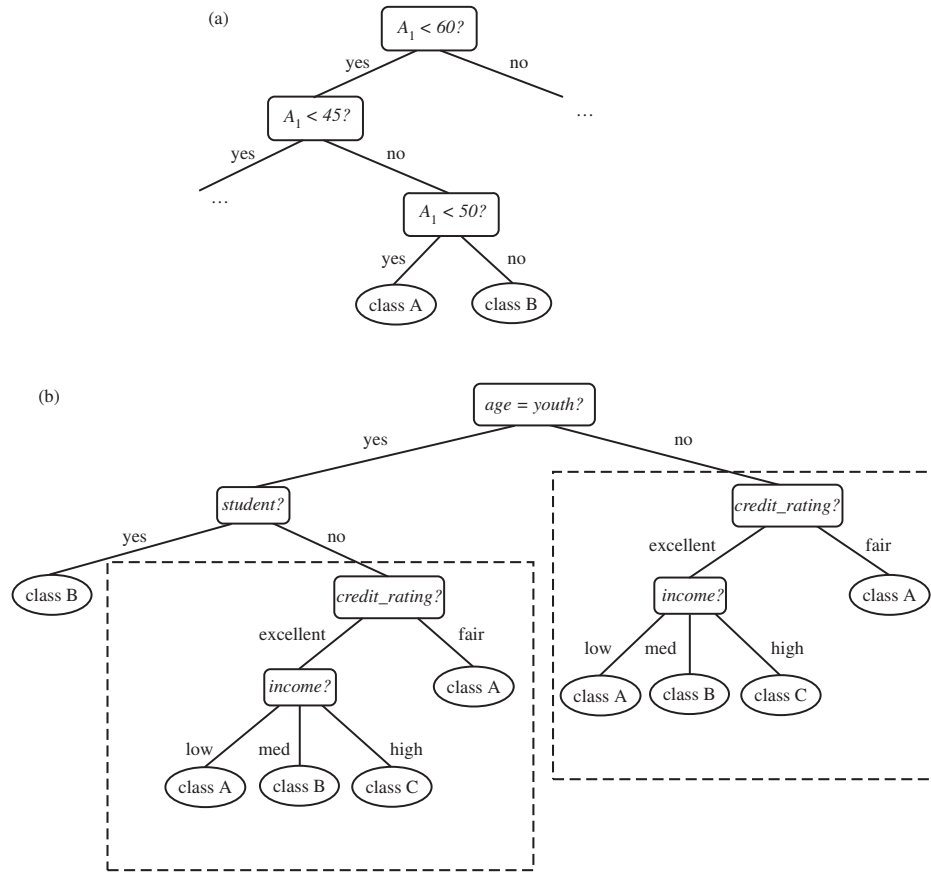 (a)
A1 < 60?
yes
no
A1 < 45?
...
yes
no
...
A1 < 50?
yes
no
class A
class B
(b)
age = youth?
yes
no
student?
credit_rating?
yes
no
excellent
fair
class B
credit_rating?
income?
class A
excellent
fair
low
med
high
income?
class A
class A
class B
class C
low
med
high
class A
class B
class C